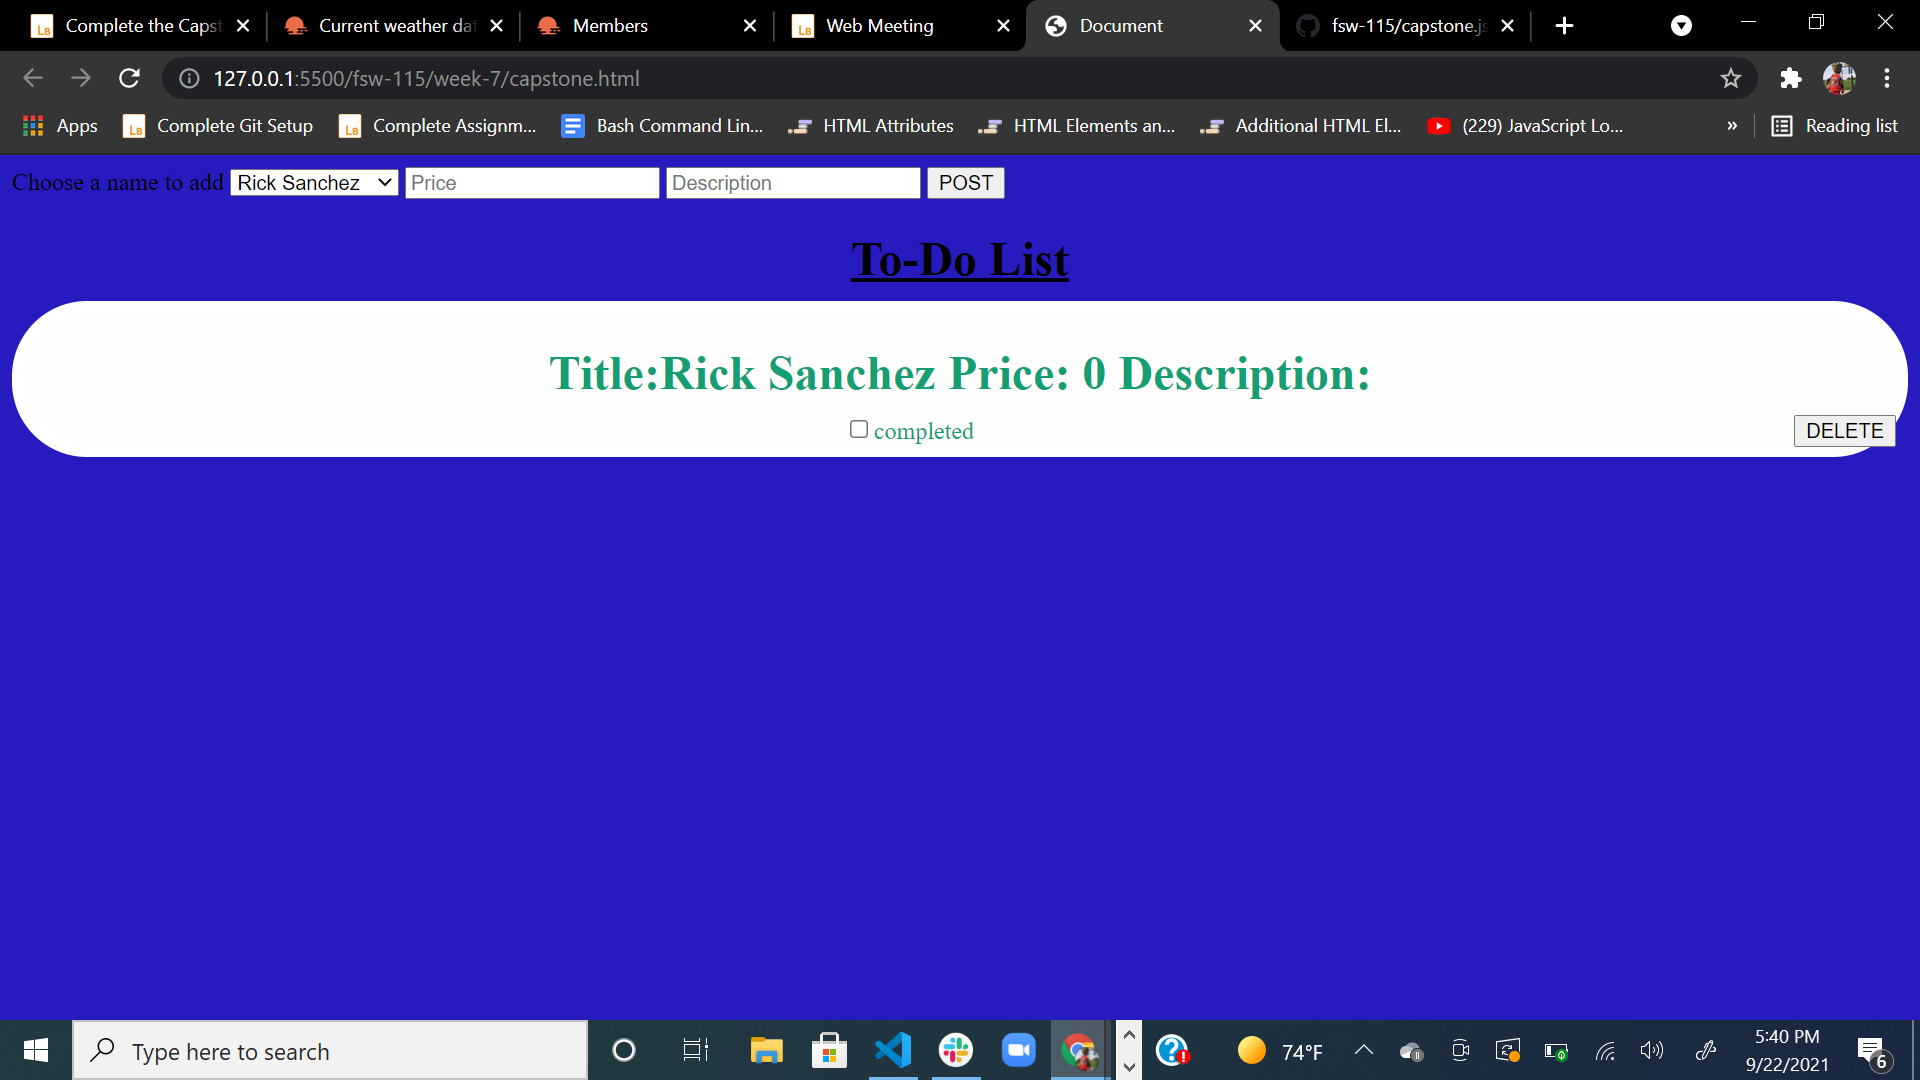 Complete the Capst
Current weather dat
Members
Web Meeting
Document
fsw-115/capstone.js
127.0.0.1:5500/fsw-115/week-7/capstone.html
Apps
Complete Git Setup
Complete Assignm...
Bash Command Lin...
HTML Attributes
HTML Elements an...
Additional HTML El...
(229) JavaScript Lo...
»
Reading list
Choose a name to add Rick Sanchez Price Description POST
To-Do List
Title:Rick Sanchez Price: 0 Description:
completed
DELETE
Type here to search
74°F
5:40 PM
9/22/2021
6